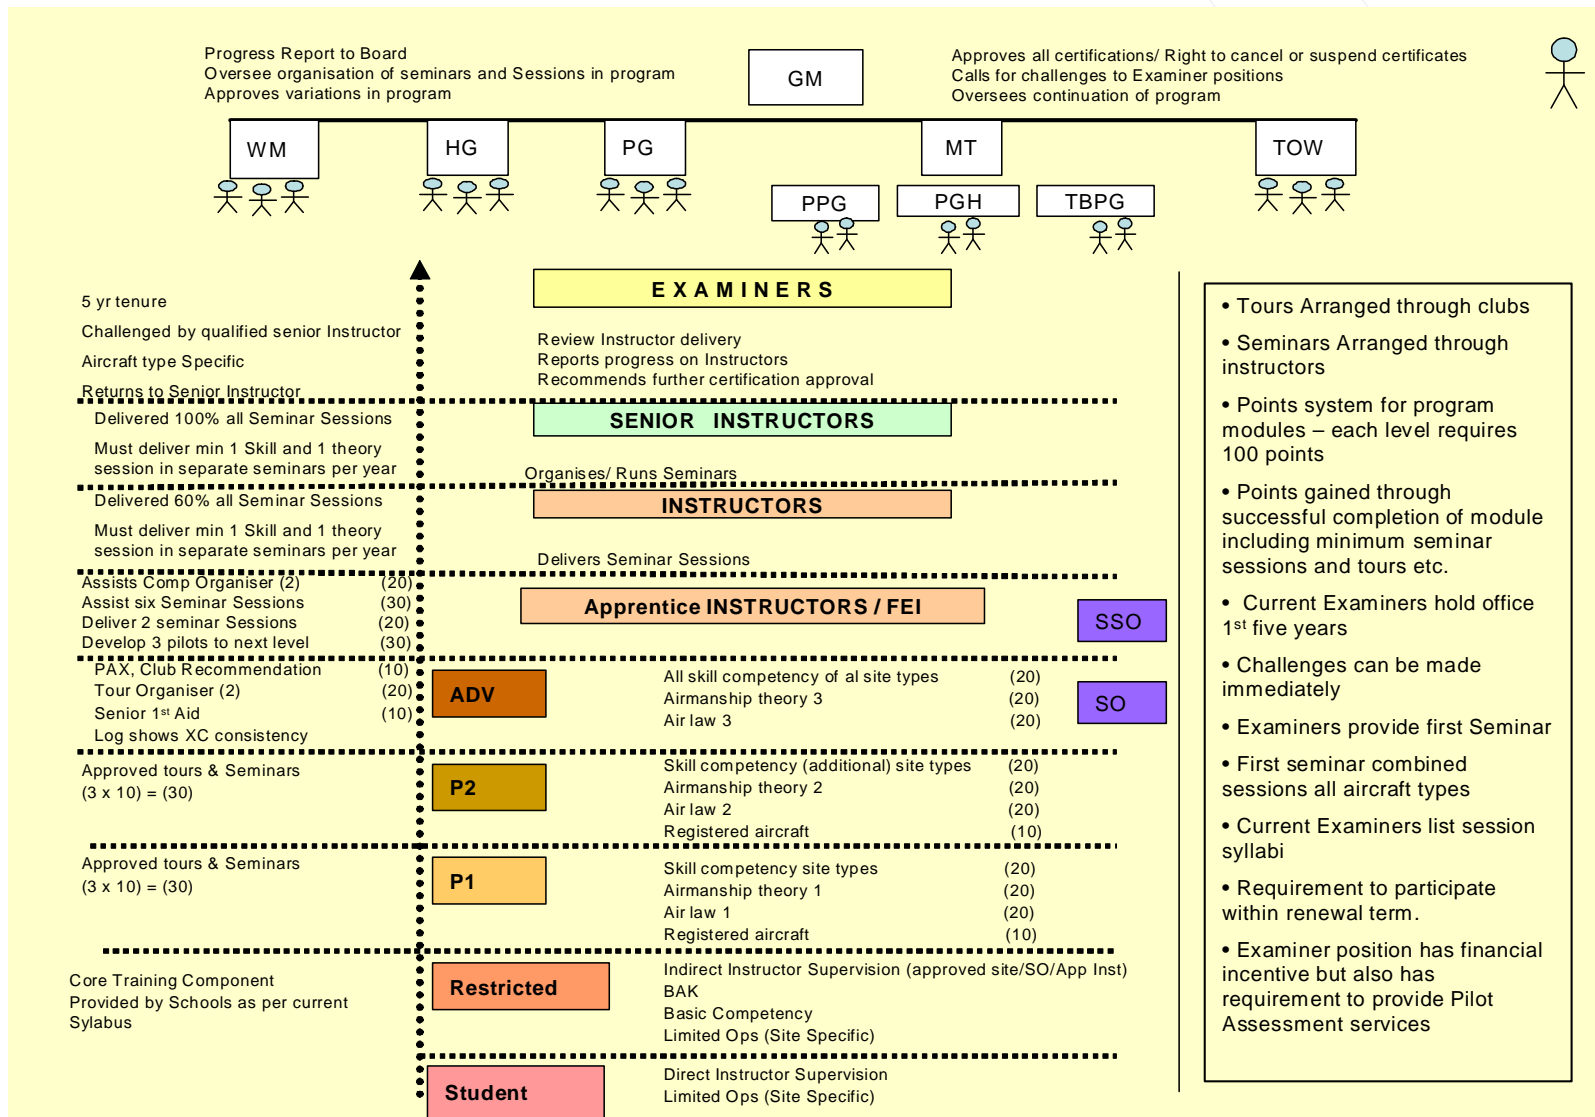 Progress Report to Board
Oversee organisation of seminars and Sessions in program
Approves variations in program
GM
Approves all certifications/ Right to cancel or suspend certificates
Calls for challenges to Examiner positions
Oversees continuation of program
WM
HG
PG
MT
TOW
PPG
PGH
TBPG
EXAMINERS
5 yr tenure
Challenged by qualified senior Instructor
Aircraft type Specific
Returns to Senior Instructor
Review Instructor delivery
Reports progress on Instructors
Recommends further certification approval
SENIOR INSTRUCTORS
Delivered 100% all Seminar Sessions
Must deliver min 1 Skill and 1 theory
session in separate seminars per year
Organises/ Runs Seminars
INSTRUCTORS
Delivered 60% all Seminar Sessions
Must deliver min 1 Skill and 1 theory
session in separate seminars per year
Delivers Seminar Sessions
Assists Comp Organiser (2) (20)
Assist six Seminar Sessions (30)
Deliver 2 seminar Sessions (20)
Develop 3 pilots to next level (30)
Apprentice INSTRUCTORS / FEI
SSO
PAX, Club Recommendation (10)
Tour Organiser (2) (20)
Senior 1st Aid (10)
Log shows XC consistency
ADV
All skill competency of al site types (20)
Airmanship theory 3 (20)
Air law 3 (20)
SO
Approved tours & Seminars
(3 x 10) = (30)
P2
Skill competency (additional) site types (20)
Airmanship theory 2 (20)
Air law 2 (20)
Registered aircraft (10)
Approved tours & Seminars
(3 x 10) = (30)
P1
Skill competency site types (20)
Airmanship theory 1 (20)
Air law 1 (20)
Registered aircraft (10)
Core Training Component
Provided by Schools as per current
Sylabus
Restricted
Indirect Instructor Supervision (approved site/SO/App Inst)
BAK
Basic Competency
Limited Ops (Site Specific)
Student
Direct Instructor Supervision
Limited Ops (Site Specific)
• Tours Arranged through clubs
• Seminars Arranged through
instructors
• Points system for program
modules – each level requires
100 points
• Points gained through
successful completion of module
including minimum seminar
sessions and tours etc.
• Current Examiners hold office
1st five years
• Challenges can be made
immediately
• Examiners provide first Seminar
• First seminar combined
sessions all aircraft types
• Current Examiners list session
syllabi
• Requirement to participate
within renewal term.
• Examiner position has financial
incentive but also has
requirement to provide Pilot
Assessment services